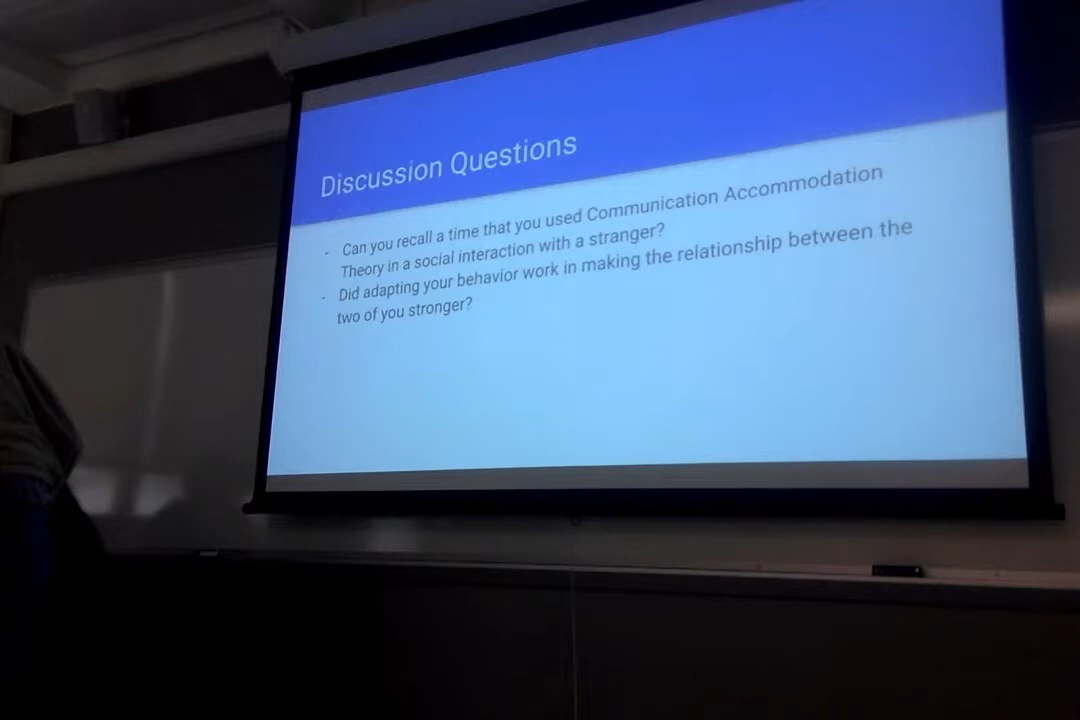 Discussion Questions
- Can you recall a time that you used Communication Accommodation
Theory in a social interaction with a stranger?
- Did adapting your behavior work in making the relationship between the
two of you stronger?